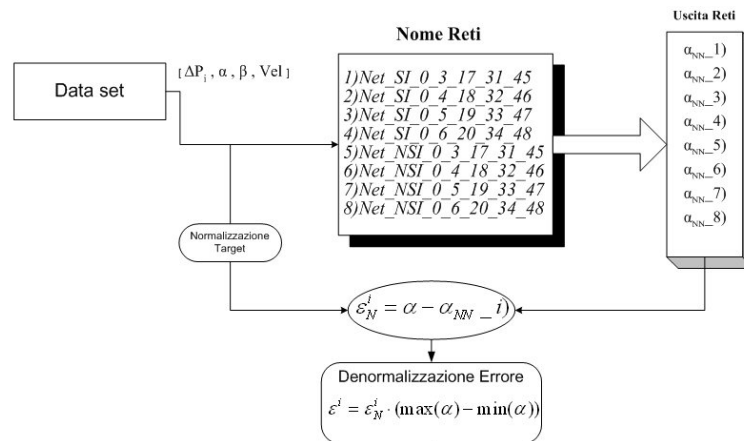 Data set
[ ΔP_i , α , β , Vel ]
Nome Reti
1)Net_SI_0_3_17_31_45
2)Net_SI_0_4_18_32_46
3)Net_SI_0_5_19_33_47
4)Net_SI_0_6_20_34_48
5)Net_NSI_0_3_17_31_45
6)Net_NSI_0_4_18_32_46
7)Net_NSI_0_5_19_33_47
8)Net_NSI_0_6_20_34_48
Uscita Reti
α_NN_1)
α_NN_2)
α_NN_3)
α_NN_4)
α_NN_5)
α_NN_6)
α_NN_7)
α_NN_8)
Normalizzazione
Target
ε_N^i = α − α_NN _ i)
Denormalizzazione Errore
ε^i = ε_N^i · (max(α) − min(α))